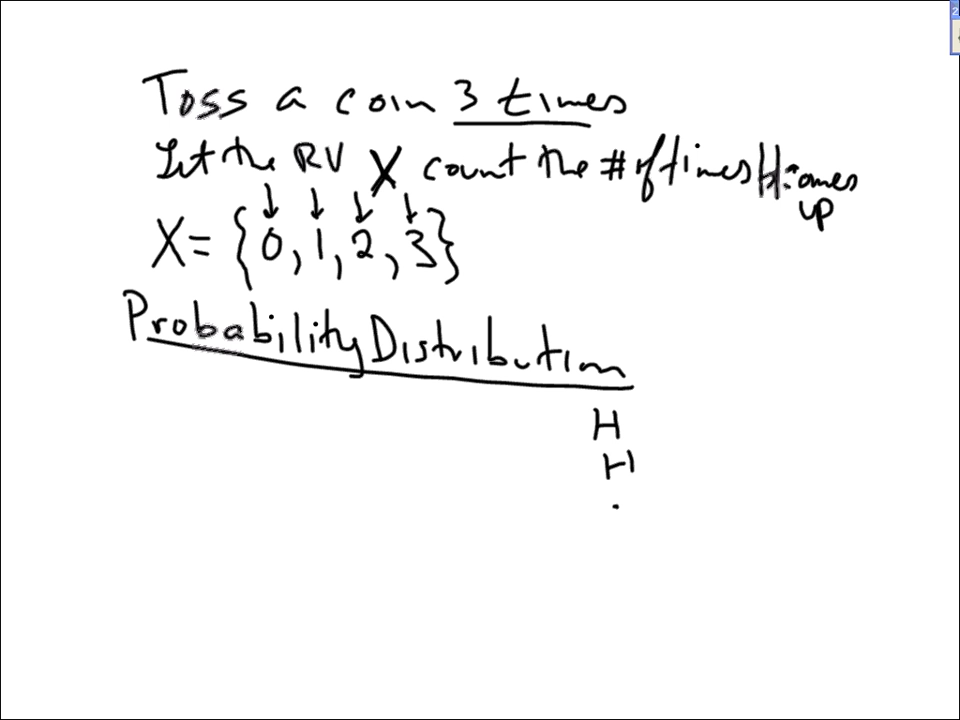 Toss a coin 3 times
Let the RV X count the # of times H comes up
X = {0, 1, 2, 3}
Probability Distribution
H
H